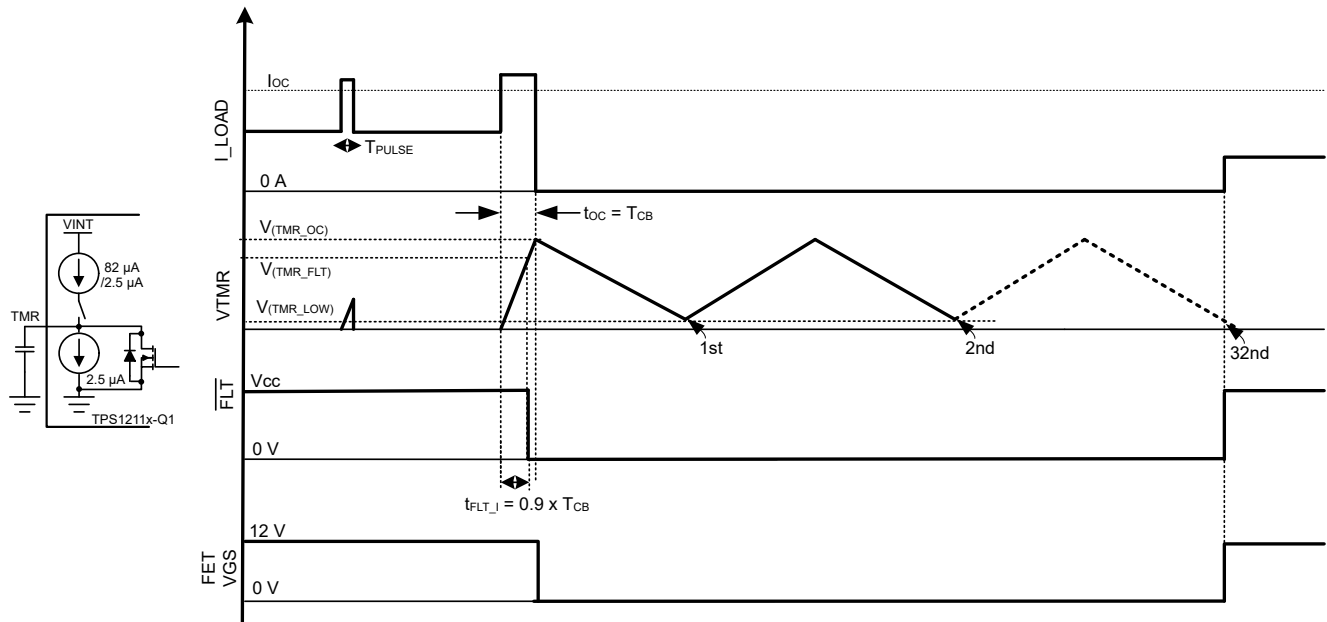 IOC
I_LOAD
TPULSE
0 A
tOC = TCB
VINT
82 µA
/2.5 µA
TMR
2.5 µA
TPS1211x-Q1
V(TMR_OC)
V(TMR_FLT)
VTMR
V(TMR_LOW)
1st
2nd
32nd
FLT
Vcc
0 V
tFLT_I = 0.9 x TCB
12 V
FET
VGS
0 V